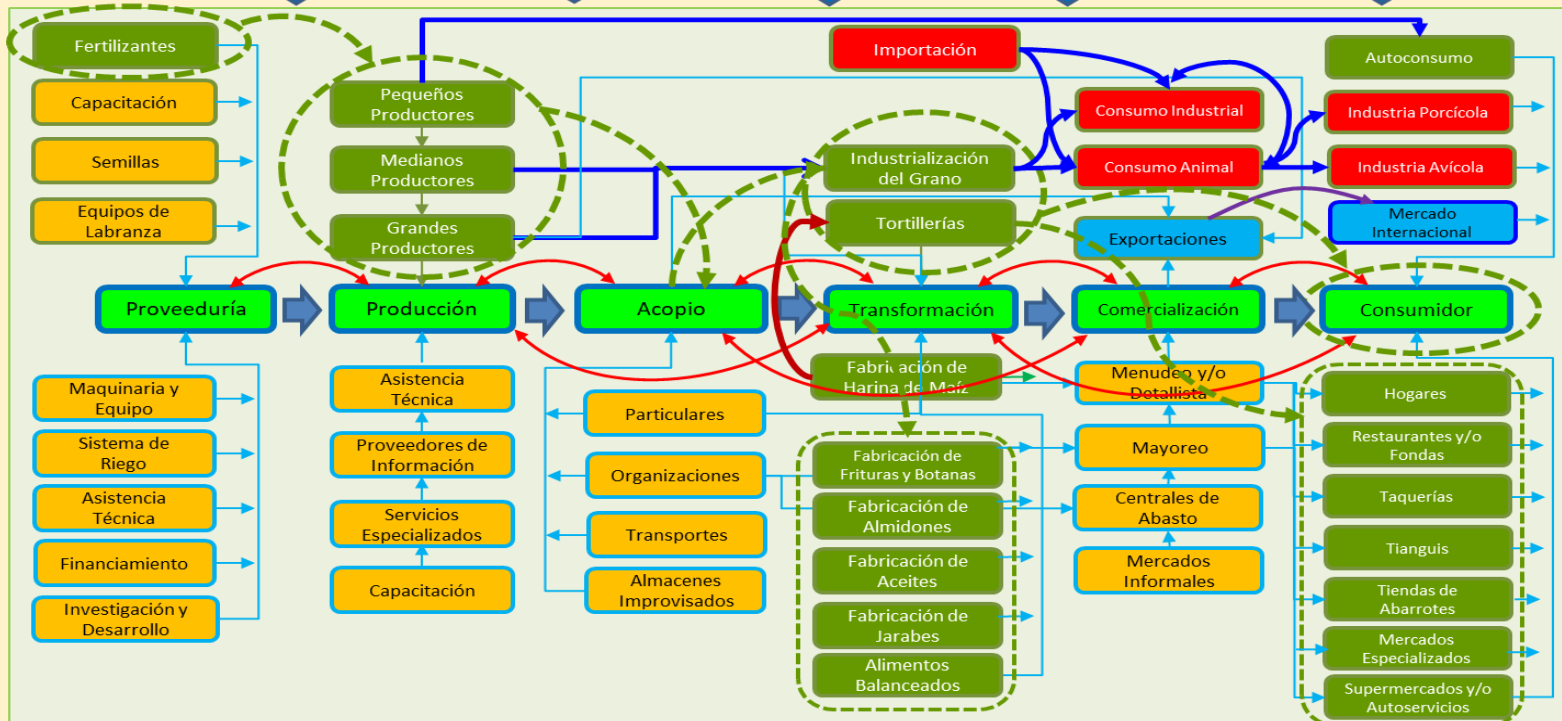 Fertilizantes
Capacitación
Semillas
Equipos de
Labranza
Pequeños
Productores
Medianos
Productores
Grandes
Productores
Importación
Industrialización
del Grano
Tortillerías
Consumo Industrial
Consumo Animal
Exportaciones
Autoconsumo
Industria Porcícola
Industria Avícola
Mercado
Internacional
Proveeduría
Producción
Acopio
Transformación
Comercialización
Consumidor
Maquinaria y
Equipo
Sistema de
Riego
Asistencia
Técnica
Financiamiento
Investigación y
Desarrollo
Asistencia
Técnica
Proveedores de
Información
Servicios
Especializados
Capacitación
Particulares
Organizaciones
Transportes
Almacenes
Improvisados
Fabricación de
Harina de Maíz
Fabricación de
Frituras y Botanas
Fabricación de
Almidones
Fabricación de
Aceites
Fabricación de
Jarabes
Alimentos
Balanceados
Menudeo y/o
Detallista
Mayoreo
Centrales de
Abasto
Mercados
Informales
Hogares
Restaurantes y/o
Fondas
Taquerías
Tianguis
Tiendas de
Abarrotes
Mercados
Especializados
Supermercados y/o
Autoservicios